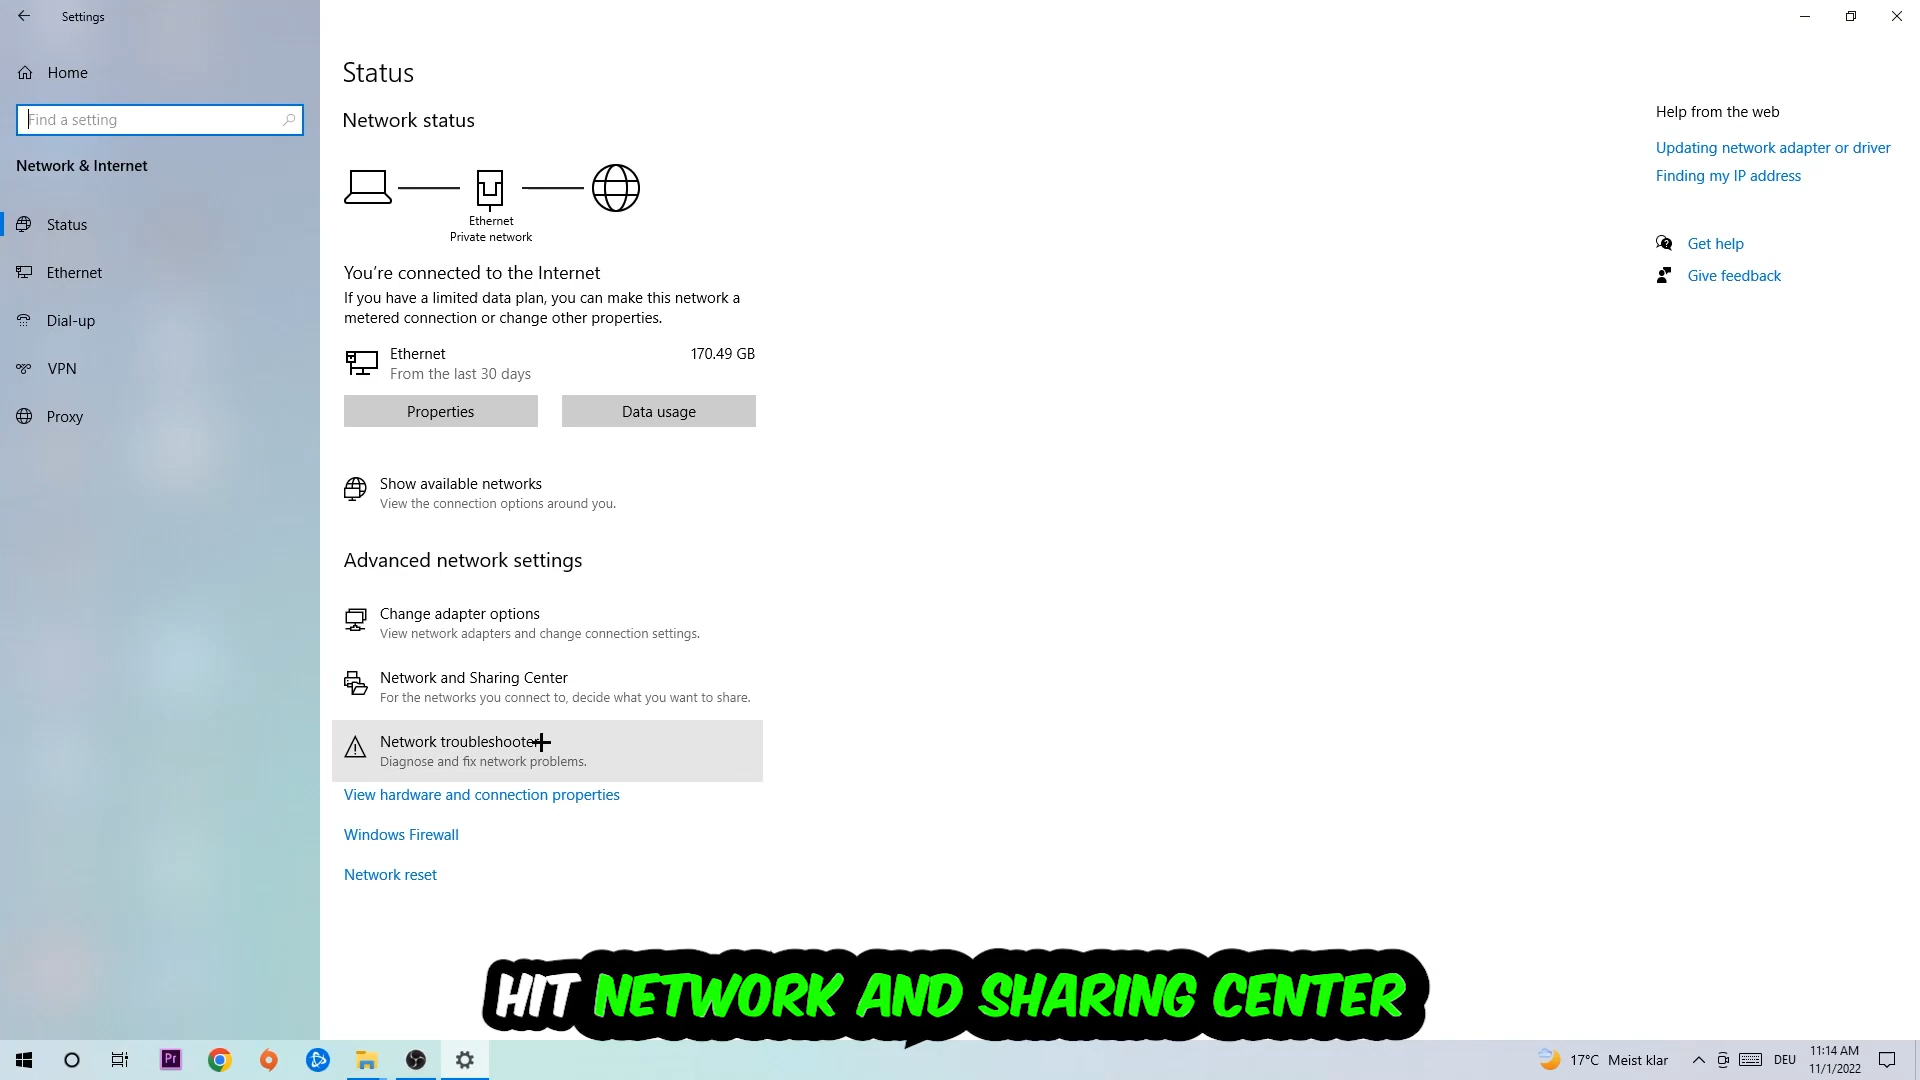 Settings
Home
Find a setting
Network & Internet
Status
Ethernet
Dial-up
VPN
Proxy
Status
Network status
Ethernet
Private network
You're connected to the Internet
If you have a limited data plan, you can make this network a
metered connection or change other properties.
Ethernet 170.49 GB
From the last 30 days
Properties Data usage
Show available networks
View the connection options around you.
Advanced network settings
Change adapter options
View network adapters and change connection settings.
Network and Sharing Center
For the networks you connect to, decide what you want to share.
Network troubleshooter
Diagnose and fix network problems.
View hardware and connection properties
Windows Firewall
Network reset
Help from the web
Updating network adapter or driver
Finding my IP address
Get help
Give feedback
HIT NETWORK AND SHARING CENTER
Pr
17°C Meist klar
DEU
11:14 AM
11/1/2022